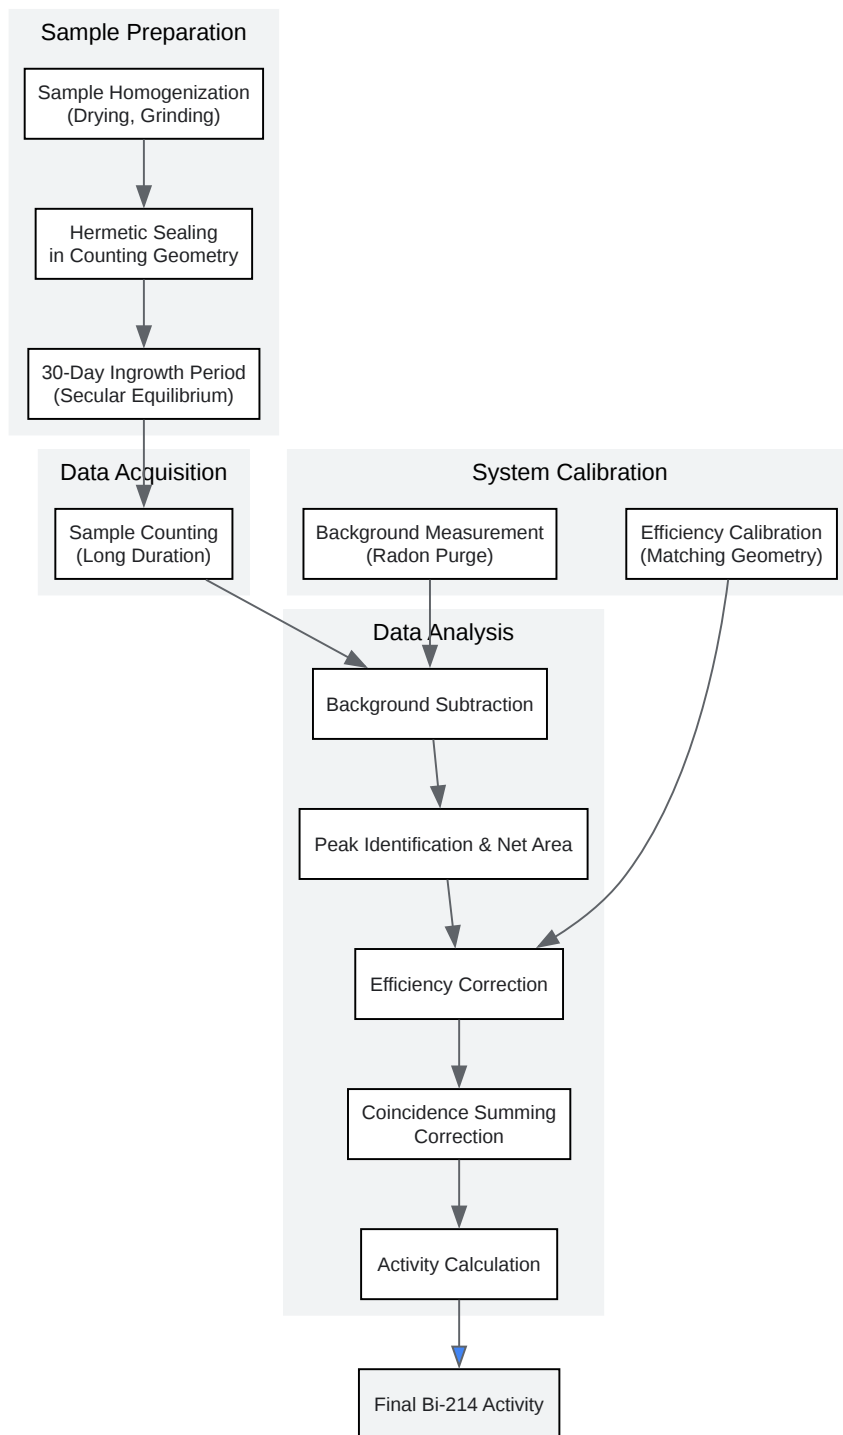 Sample Preparation
Sample Homogenization
(Drying, Grinding)
Hermetic Sealing
in Counting Geometry
30-Day Ingrowth Period
(Secular Equilibrium)
Data Acquisition
Sample Counting
(Long Duration)
System Calibration
Background Measurement
(Radon Purge)
Efficiency Calibration
(Matching Geometry)
Data Analysis
Background Subtraction
Peak Identification & Net Area
Efficiency Correction
Coincidence Summing
Correction
Activity Calculation
Final Bi-214 Activity